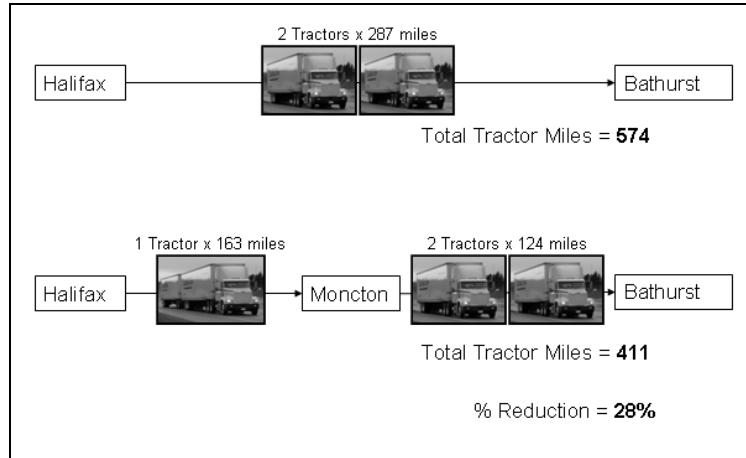 2 Tractors x 287 miles
Halifax
Bathurst
Total Tractor Miles = 574
1 Tractor x 163 miles
2 Tractors x 124 miles
Halifax
Moncton
Bathurst
Total Tractor Miles = 411
% Reduction = 28%